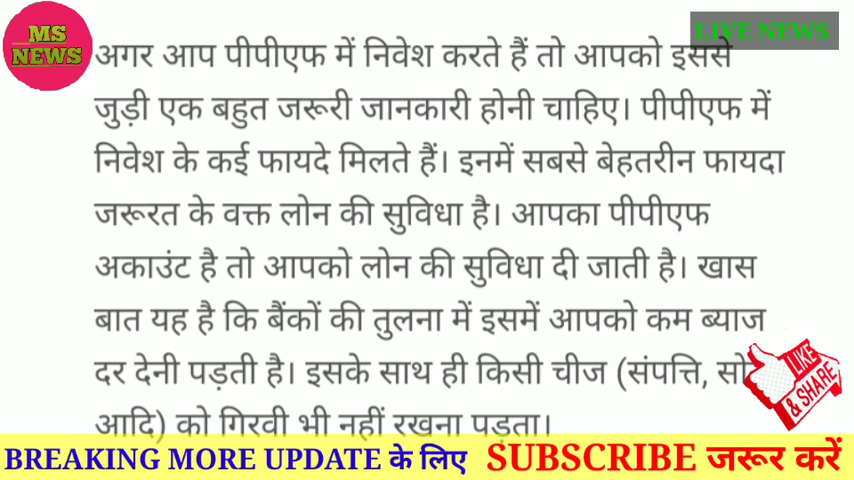 MS
NEWS
LIVE NEWS
अगर आप पीपीएफ में निवेश करते हैं तो आपको इससे
जुड़ी एक बहुत जरूरी जानकारी होनी चाहिए। पीपीएफ में
निवेश के कई फायदे मिलते हैं। इनमें सबसे बेहतरीन फायदा
जरूरत के वक्त लोन की सुविधा है। आपका पीपीएफ
अकाउंट है तो आपको लोन की सुविधा दी जाती है। खास
बात यह है कि बैंकों की तुलना में इसमें आपको कम ब्याज
दर देनी पड़ती है। इसके साथ ही किसी चीज (संपत्ति,
आदि) को गिरवी भी नहीं रखना पड़ता।
LIKE
& SHARE
BREAKING MORE UPDATE के लिए SUBSCRIBE जरूर करें